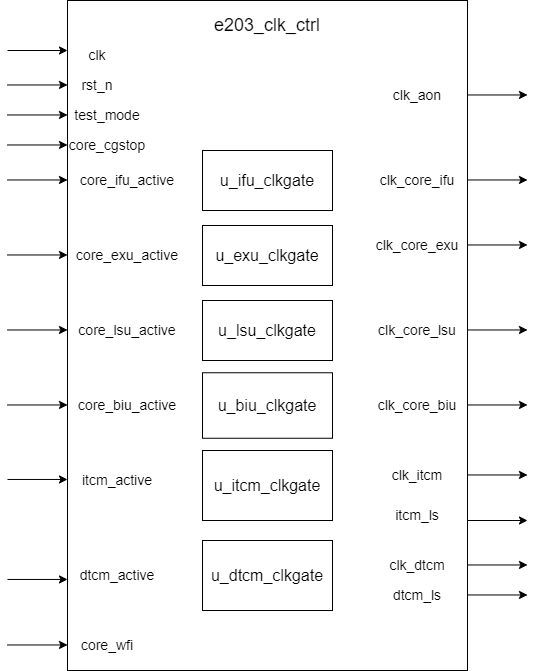 e203_clk_ctrl
clk
rst_n
clk_aon
test_mode
core_cgstop
core_ifu_active
u_ifu_clkgate
clk_core_ifu
core_exu_active
u_exu_clkgate
clk_core_exu
core_lsu_active
u_lsu_clkgate
clk_core_lsu
core_biu_active
u_biu_clkgate
clk_core_biu
itcm_active
u_itcm_clkgate
clk_itcm
itcm_ls
dtcm_active
u_dtcm_clkgate
clk_dtcm
dtcm_ls
core_wfi